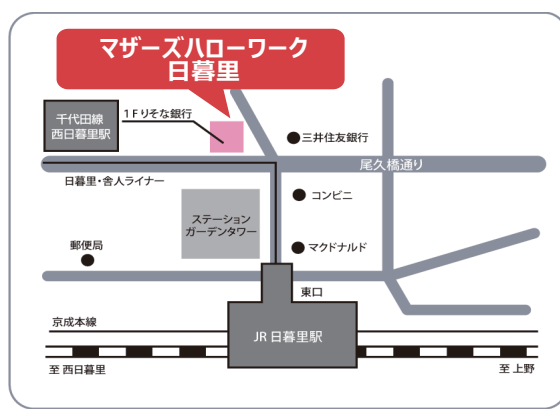 マザーズハローワーク
日暮里
千代田線
西日暮里駅
1Fりそな銀行
三井住友銀行
尾久橋通り
日暮里・舎人ライナー
コンビニ
ステーション
ガーデンタワー
郵便局
マクドナルド
東口
京成本線
JR 日暮里駅
至 西日暮里
至 上野